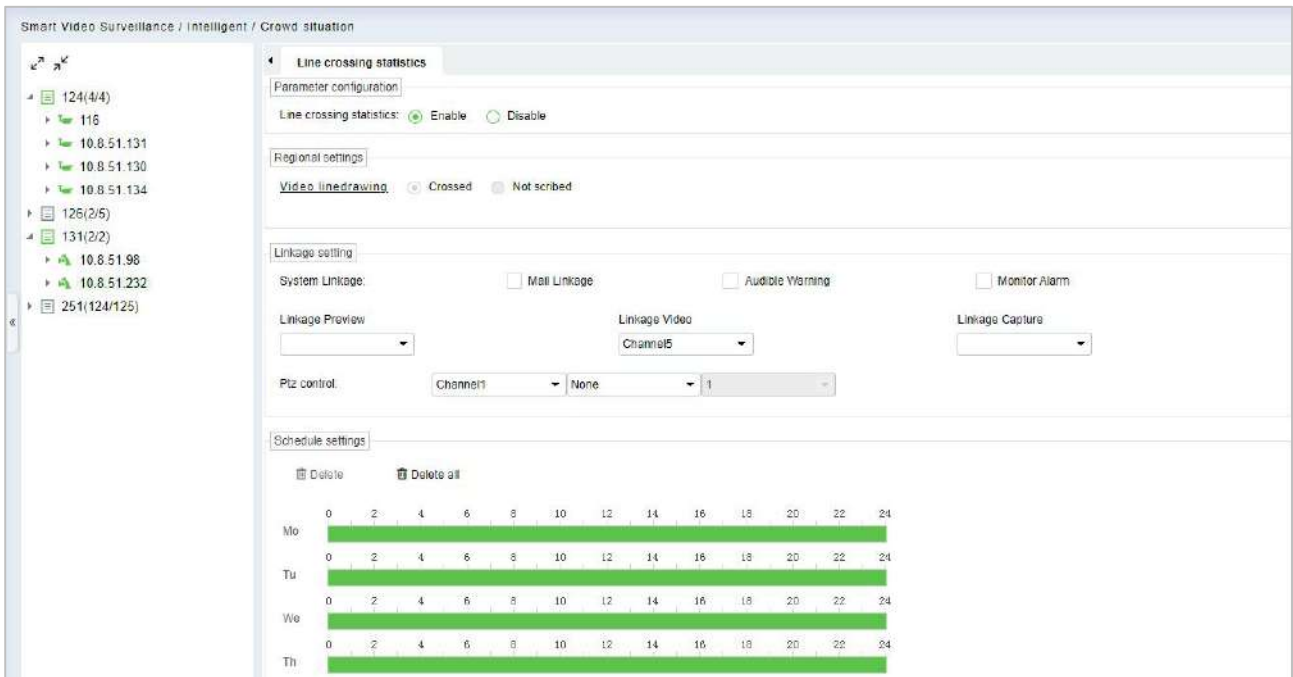 Smart Video Surveillance / Intelligent / Crowd situation
Line crossing statistics
124(4/4)
116
10.8.51.131
10.8.51.130
10.8.51.134
126(2/5)
131(2/2)
10.8.51.98
10.8.51.232
251(124/125)
Parameter configuration
Line crossing statistics: Enable Disable
Regional settings
Video linedrawing Crossed Not scribed
Linkage setting
System Linkage: Mail Linkage Audible Warning Monitor Alarm
Linkage Preview Linkage Video Linkage Capture
Channel5
Ptz control: Channel1 None 1
Schedule settings
Delete Delete all
0 2 4 6 8 10 12 14 16 18 20 22 24
Mo
0 2 4 6 8 10 12 14 16 18 20 22 24
Tu
0 2 4 6 8 10 12 14 16 18 20 22 24
We
0 2 4 6 8 10 12 14 16 18 20 22 24
Th